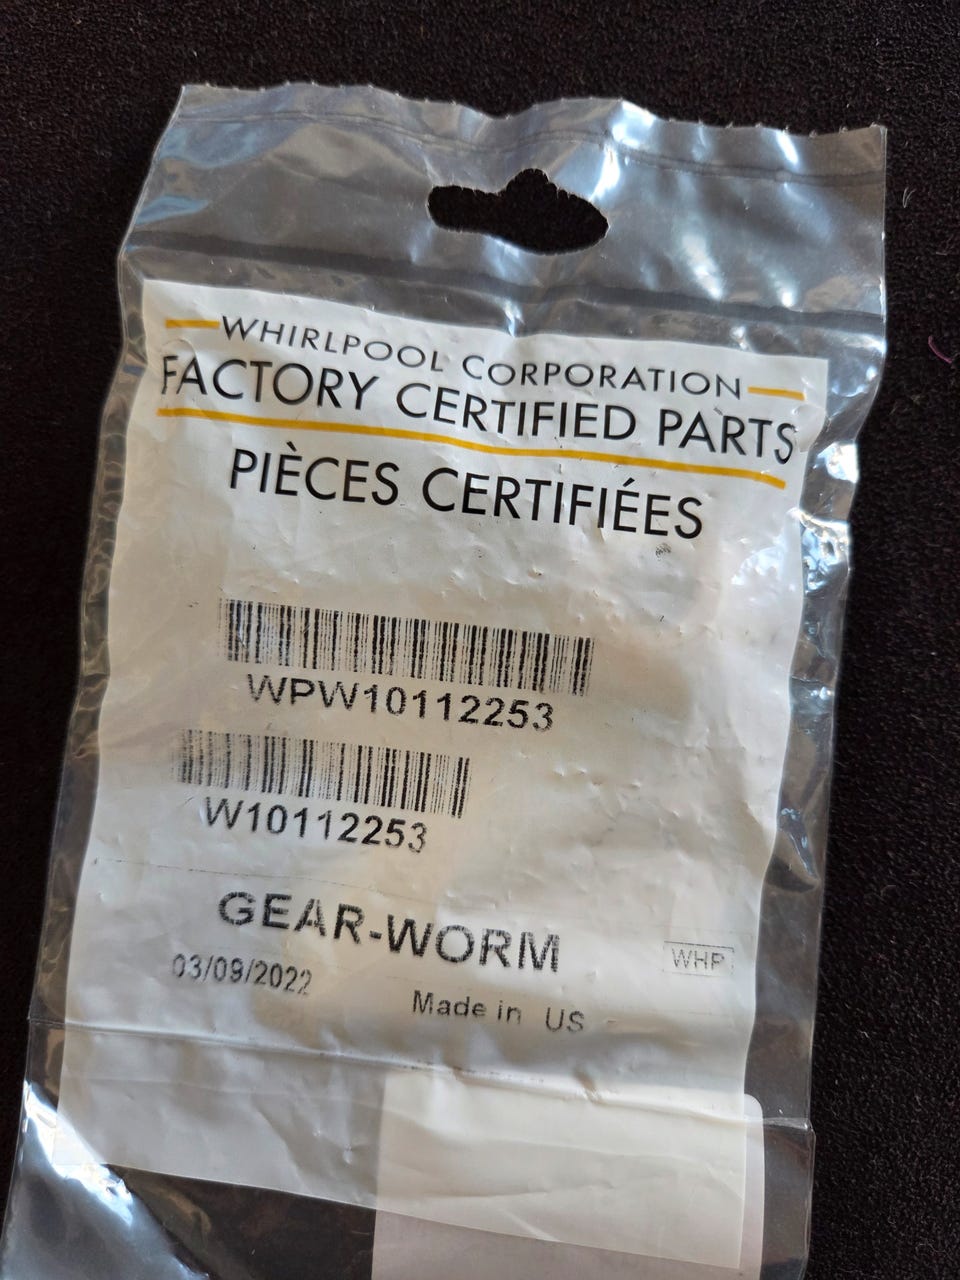 WHIRLPOOL CORPORATION
FACTORY CERTIFIED PARTS
PIÈCES CERTIFIÉES
WPW10112253
W10112253
GEAR-WORM
WHP
03/09/2022
Made in US